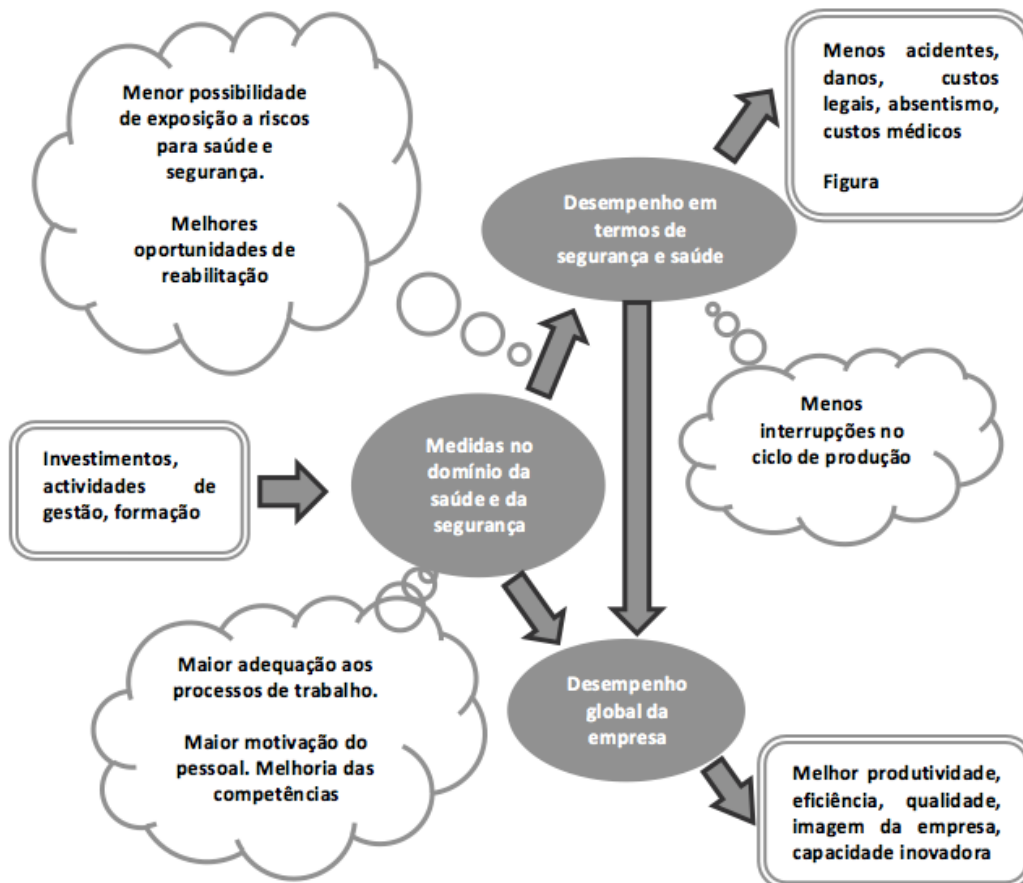 Menor possibilidade
de exposição a riscos
para saúde e
segurança.
Melhores
oportunidades de
reabilitação
Menos acidentes,
danos, custos
legais, absentismo,
custos médicos
Figura
Desempenho em
termos de
segurança e saúde
Menos
interrupções no
ciclo de produção
Investimentos,
actividades de
gestão, formação
Medidas no
domínio da
saúde e da
segurança
Maior adequação aos
processos de trabalho.
Maior motivação do
pessoal. Melhoria das
competências
Desempenho
global da
empresa
Melhor produtividade,
eficiência, qualidade,
imagem da empresa,
capacidade inovadora